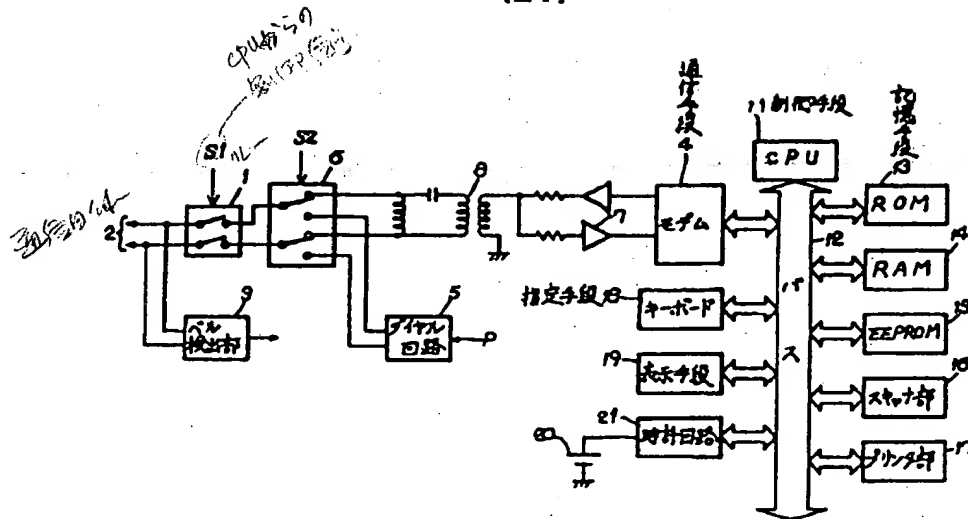 CPUからの
制御信号
S1
ルー
1
S2
6
2
通信回線
9
ベル
検出部
5
ダイヤル
回路
P
8
7
通信手段
4
モデム
11 制御手段
CPU
12
バス
記憶手段
13
ROM
14
RAM
15
EEPROM
16
スキャナ部
17
プリンタ部
指定手段 18
キーボード
19
表示手段
21
時計回路
20